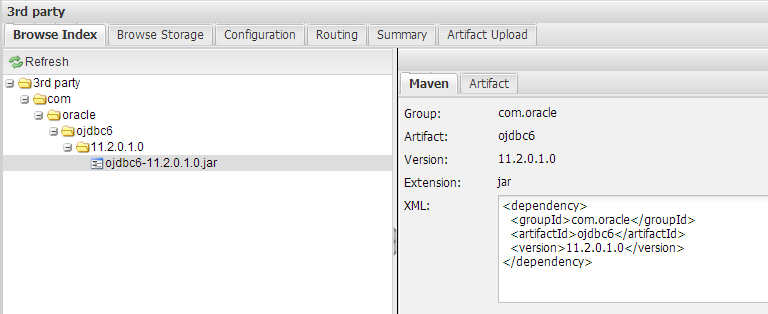 3rd party
Browse Index Browse Storage Configuration Routing Summary Artifact Upload
Refresh
3rd party
com
oracle
ojdbc6
11.2.0.1.0
ojdbc6-11.2.0.1.0.jar
Maven Artifact
Group: com.oracle
Artifact: ojdbc6
Version: 11.2.0.1.0
Extension: jar
XML:
<dependency>
<groupId>com.oracle</groupId>
<artifactId>ojdbc6</artifactId>
<version>11.2.0.1.0</version>
</dependency>